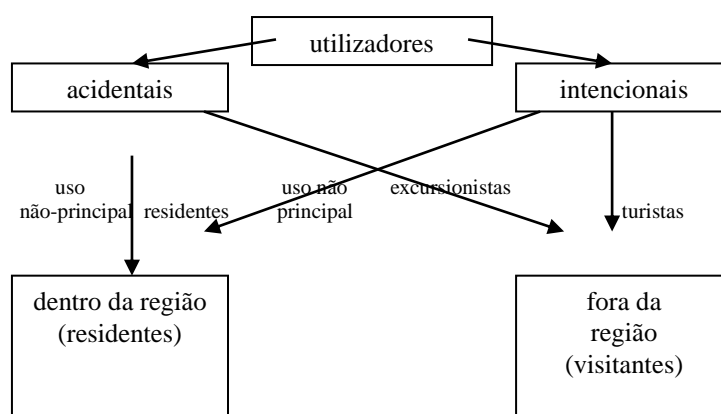 utilizadores
acidentais
intencionais
uso
não-principal
residentes
uso não
principal
excursionistas
turistas
dentro da região
(residentes)
fora da
região
(visitantes)